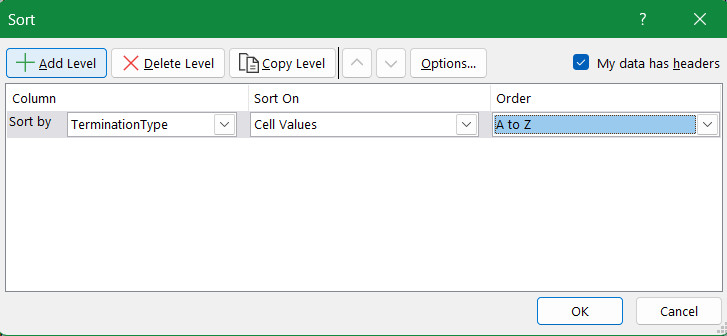 Sort ?
Add Level Delete Level Copy Level Options... My data has headers
Column Sort On Order
Sort by TerminationType Cell Values A to Z
OK Cancel